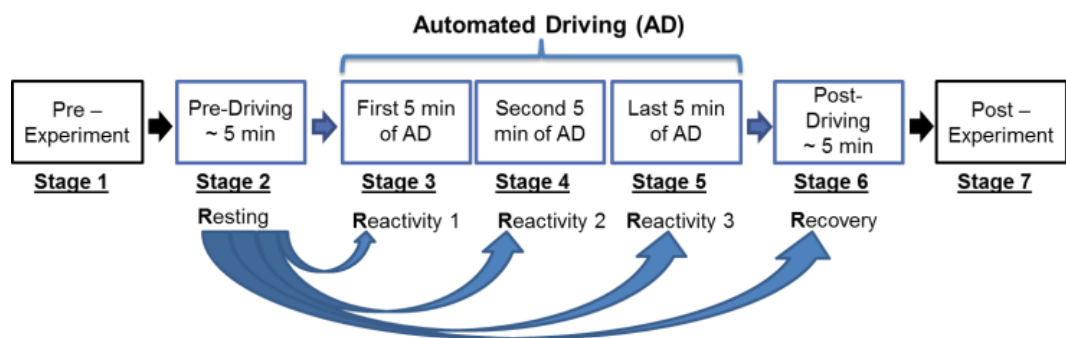 Automated Driving (AD)
Pre –
Experiment
Pre-Driving
~ 5 min
First 5 min
of AD
Second 5
min of AD
Last 5 min
of AD
Post-
Driving
~ 5 min
Post –
Experiment
Stage 1
Stage 2
Stage 3
Stage 4
Stage 5
Stage 6
Stage 7
Resting
Reactivity 1
Reactivity 2
Reactivity 3
Recovery